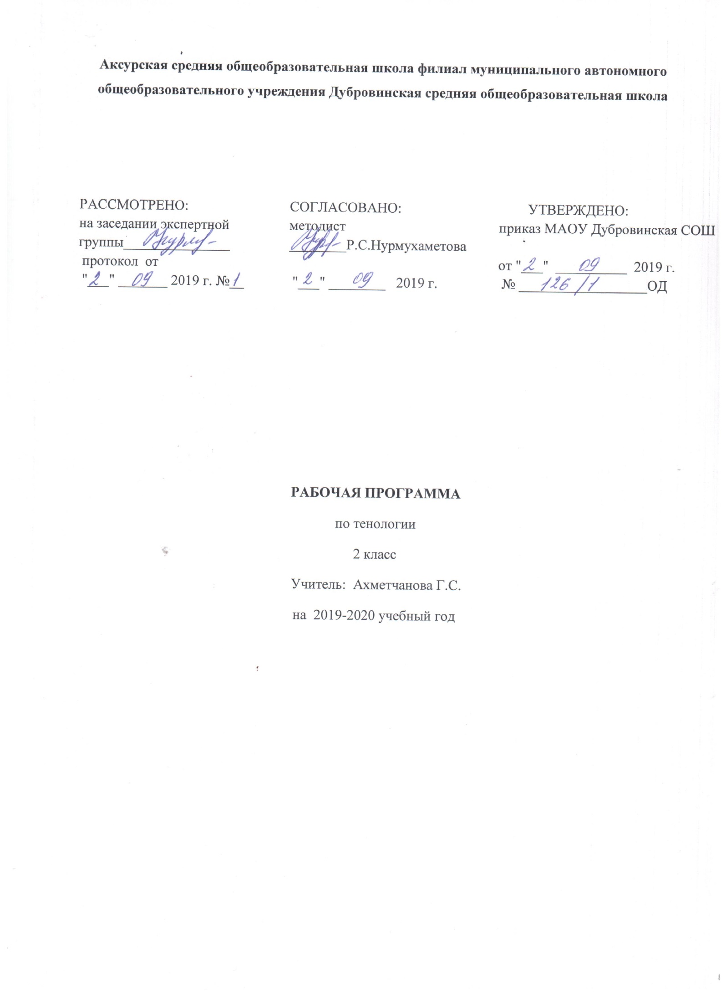 Аксурская средняя общеобразовательная школа филиал муниципального автономного
общеобразовательного учреждения Дубровинская средняя общеобразовательная школа
РАССМОТРЕНО:
на заседании экспертной
группы_______________
протокол от
"2" 09 2019 г. №1
СОГЛАСОВАНО:
методист
________Р.С.Нурмухаметова
"2" 09 2019 г.
УТВЕРЖДЕНО:
приказ МАОУ Дубровинская СОШ
от "2" 09 2019 г.
№ 126/1 ОД
РАБОЧАЯ ПРОГРАММА
по тенологии
2 класс
Учитель: Ахметчанова Г.С.
на 2019-2020 учебный год